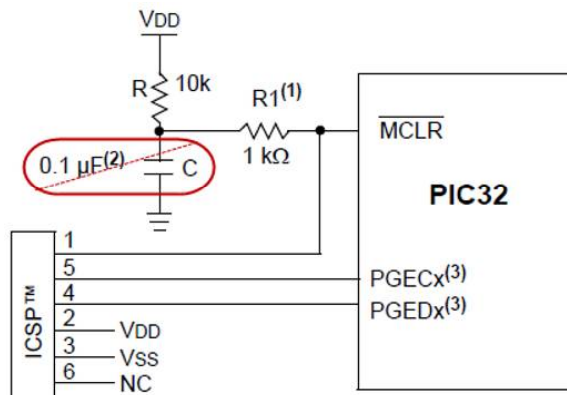 VDD
R 10k
R1(1)
1 kΩ
MCLR
0.1 µF(2) C
PIC32
ICSP™
1
5 PGECx(3)
4 PGEDx(3)
2 VDD
3 VSS
6 NC